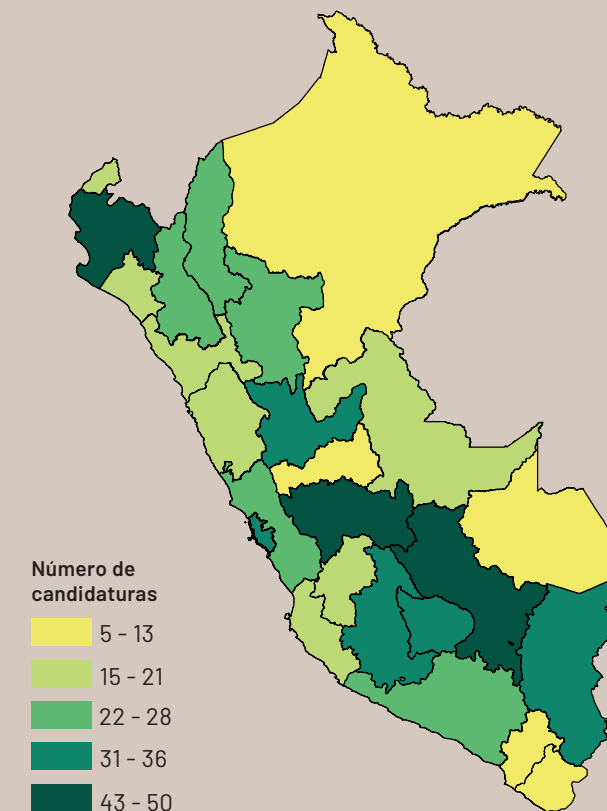 Número de
candidaturas
5 - 13
15 - 21
22 - 28
31 - 36
43 - 50